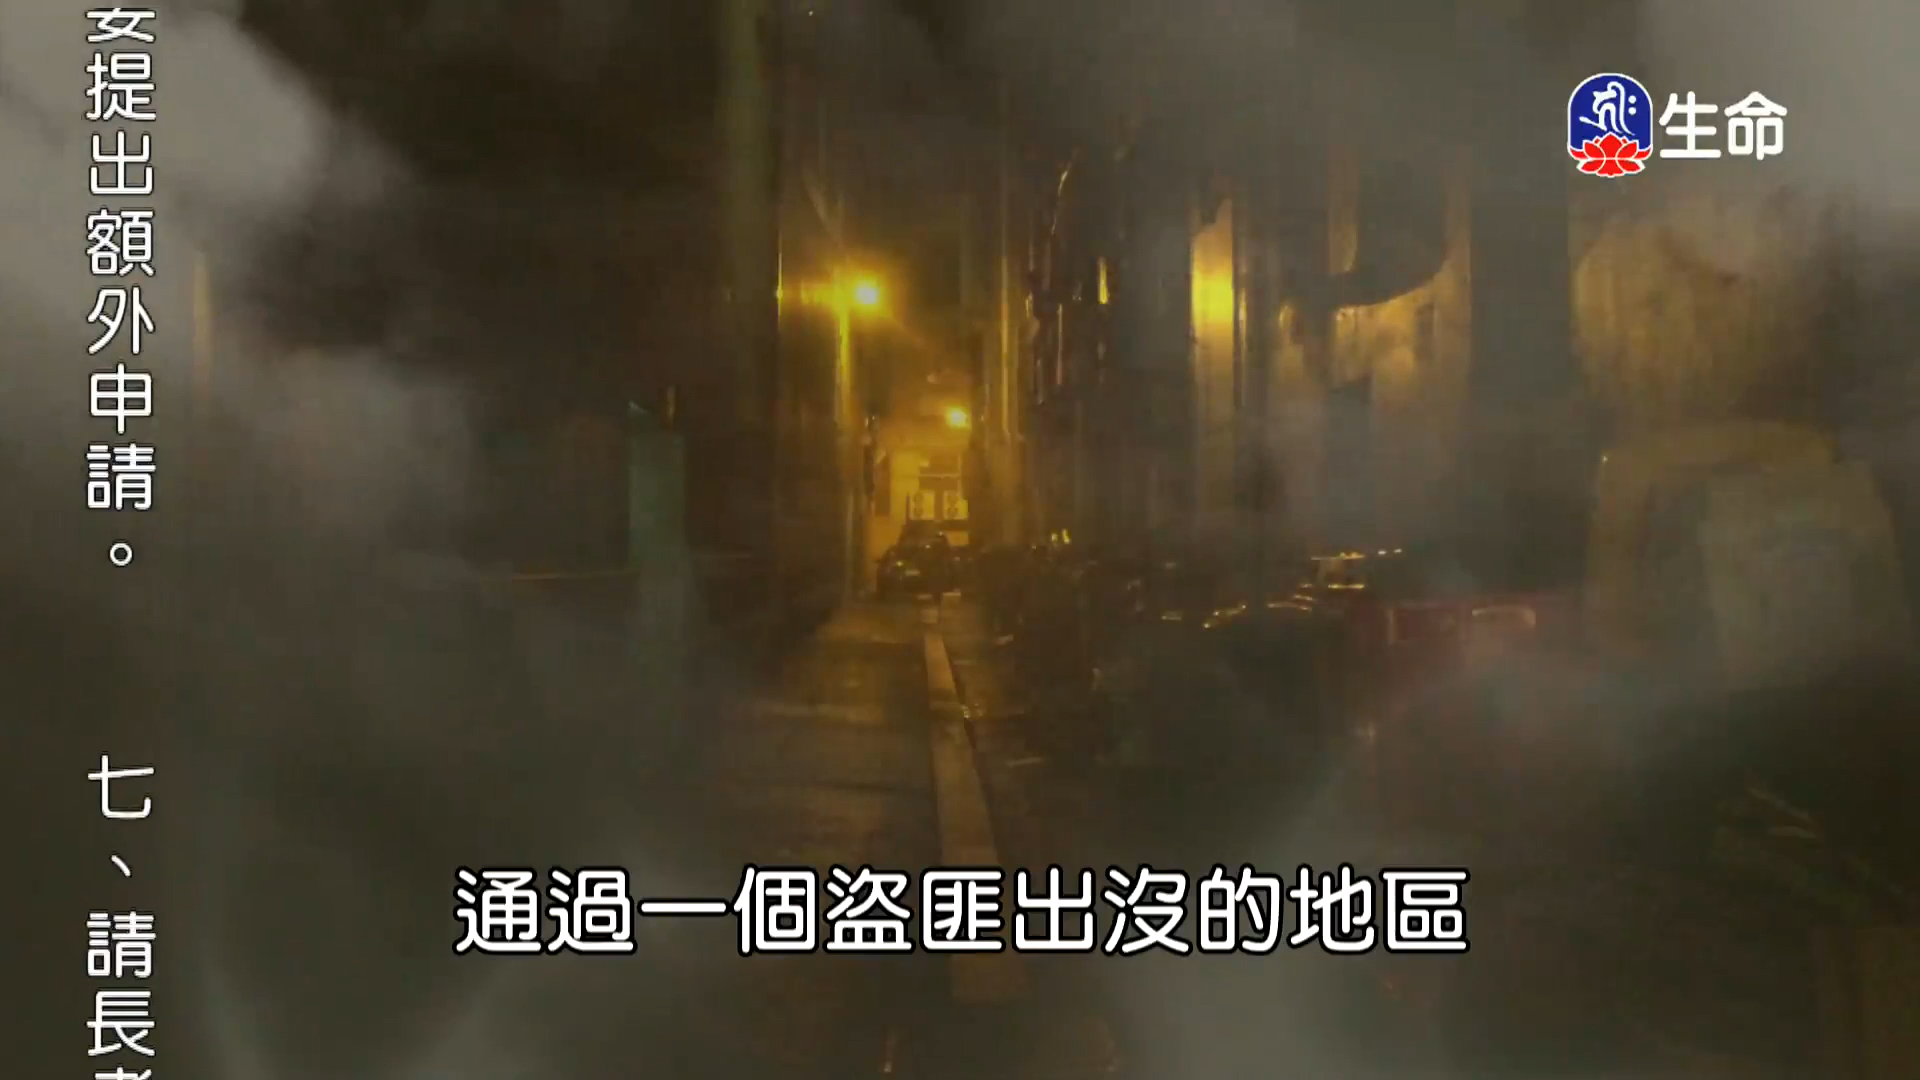 生命
要提出額外申請。 七、請長
通過一個盜匪出沒的地區